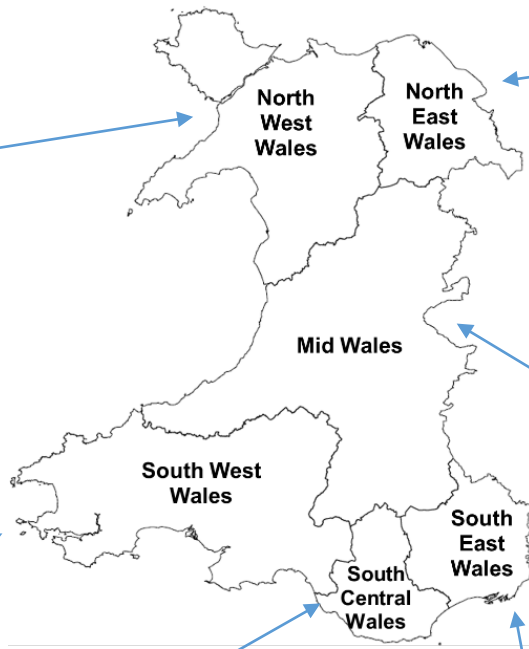 North
West
Wales
North
East
Wales
Mid Wales
South West
Wales
South
East
Wales
South
Central
Wales